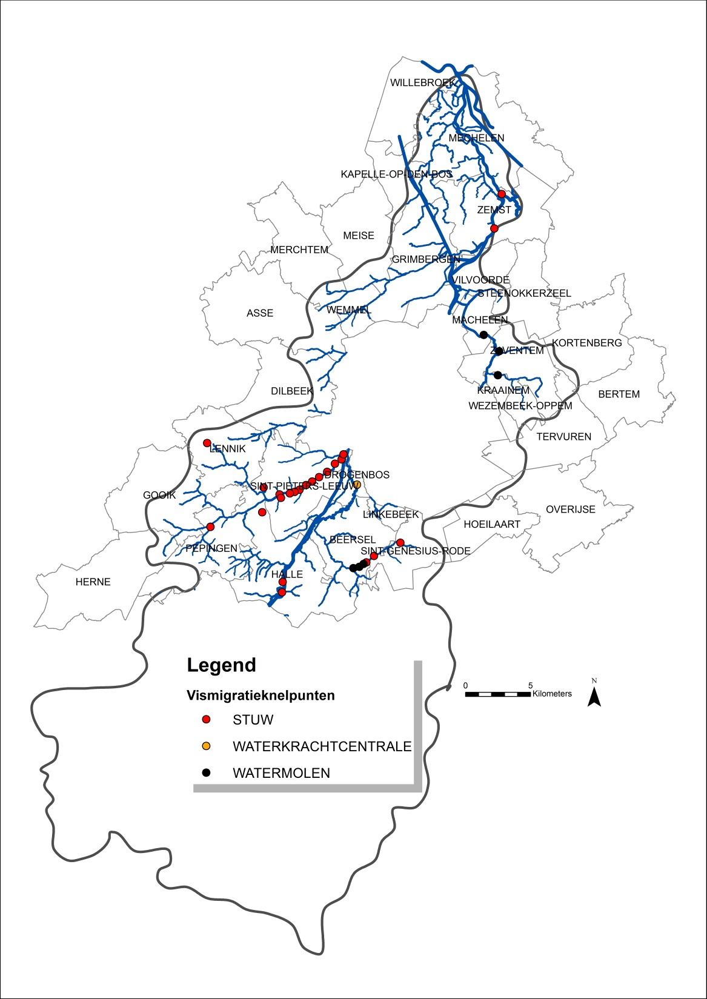 WILLEBROEK
MECHELEN
KAPELLE-OP-DEN-BOS
ZEMST
MEISE
MERCHTEM
GRIMBERGEN
VILVOORDE
STEENOKKERZEEL
WEMMEL
ASSE
MACHELEN
KORTENBERG
ZAVENTEM
DILBEEK
KRAAINEM
BERTEM
WEZEMBEEK-OPPEM
TERVUREN
LENNIK
DROGENBOS
SINT-PIETERS-LEEUW
GOOIK
OVERIJSE
LINKEBEEK
HOEILAART
BEERSEL
PEPINGEN
SINT-GENESIUS-RODE
HALLE
HERNE
Legend
Vismigratieknelpunten
STUW
WATERKRACHTCENTRALE
WATERMOLEN
0 5
Kilometers
N